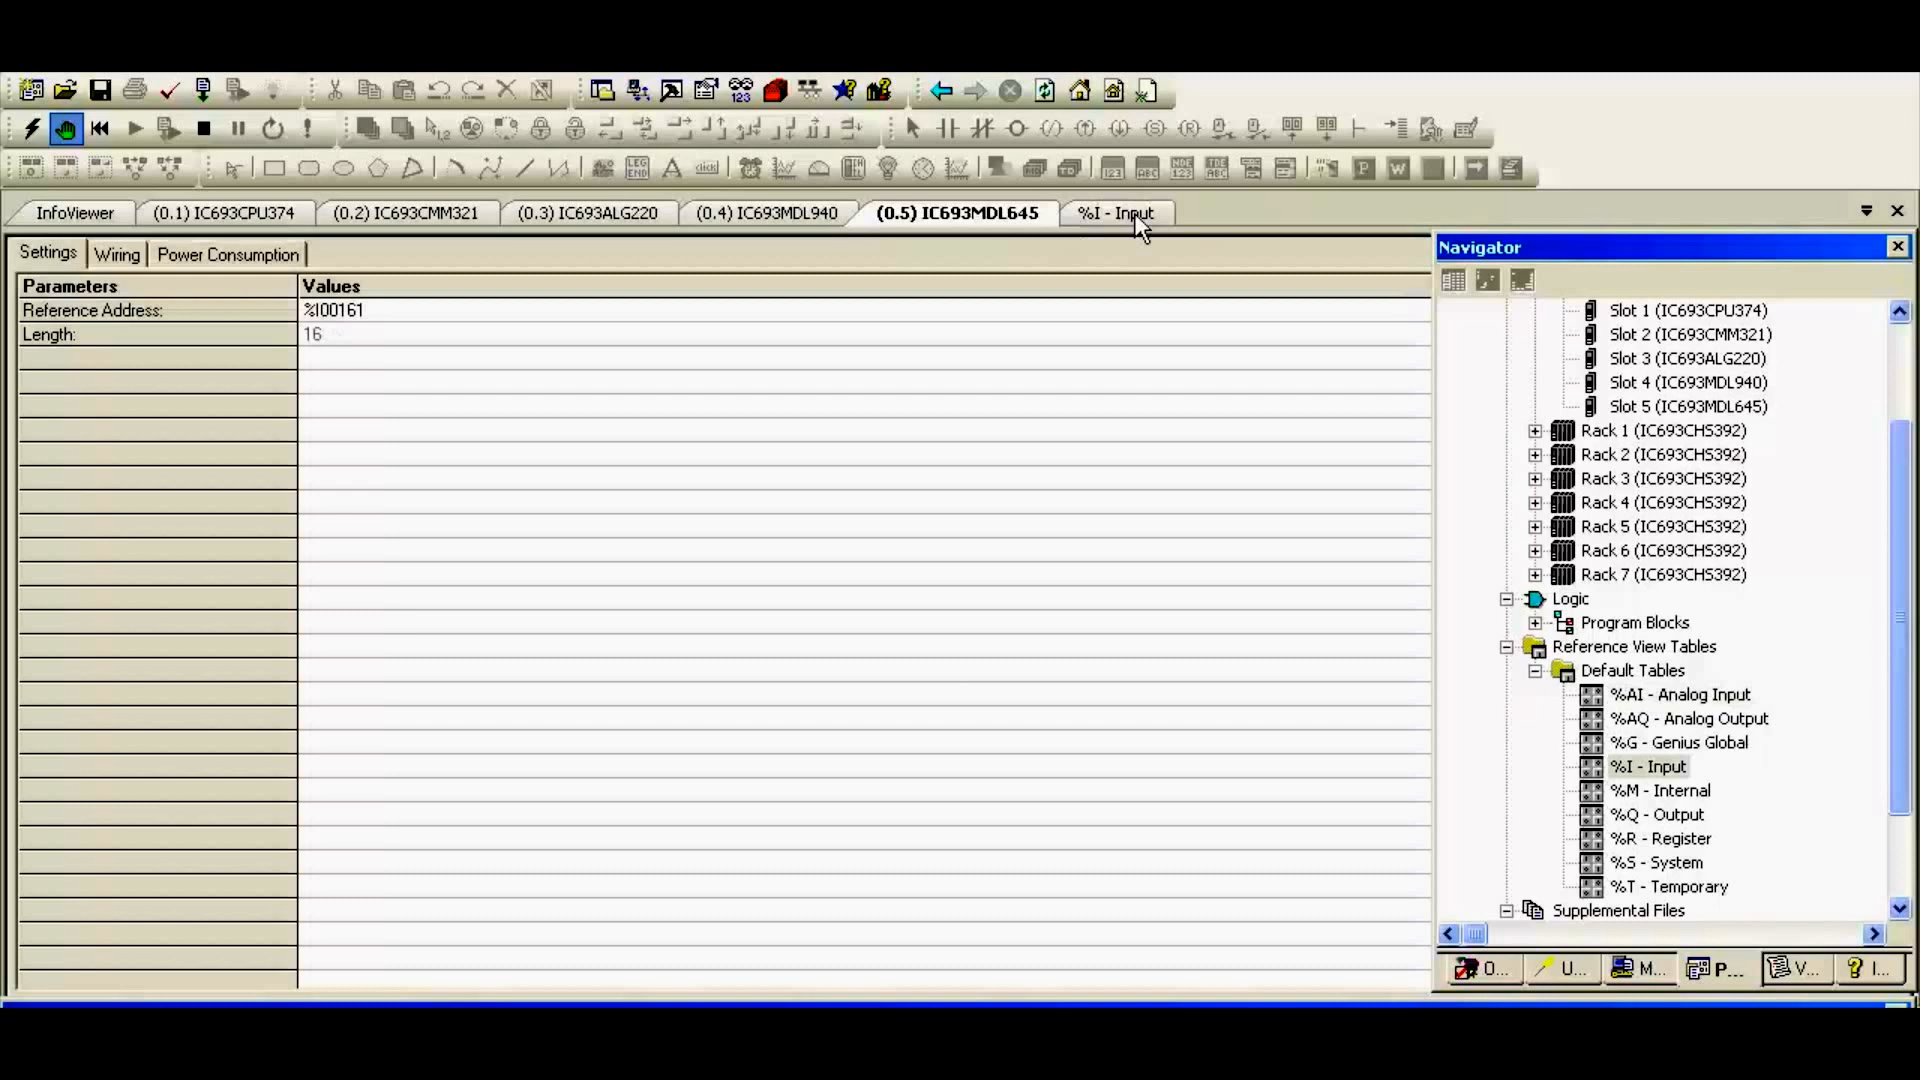 InfoViewer (0.1) IC693CPU374 (0.2) IC693CMM321 (0.3) IC693ALG220 (0.4) IC693MDL940 (0.5) IC693MDL645 %I - Input
Settings Wiring Power Consumption
Parameters Values
Reference Address: %I00161
Length: 16
Navigator
Slot 1 (IC693CPU374)
Slot 2 (IC693CMM321)
Slot 3 (IC693ALG220)
Slot 4 (IC693MDL940)
Slot 5 (IC693MDL645)
Rack 1 (IC693CHS392)
Rack 2 (IC693CHS392)
Rack 3 (IC693CHS392)
Rack 4 (IC693CHS392)
Rack 5 (IC693CHS392)
Rack 6 (IC693CHS392)
Rack 7 (IC693CHS392)
Logic
Program Blocks
Reference View Tables
Default Tables
%AI - Analog Input
%AQ - Analog Output
%G - Genius Global
%I - Input
%M - Internal
%Q - Output
%R - Register
%S - System
%T - Temporary
Supplemental Files
O... U... M... P... V... I...